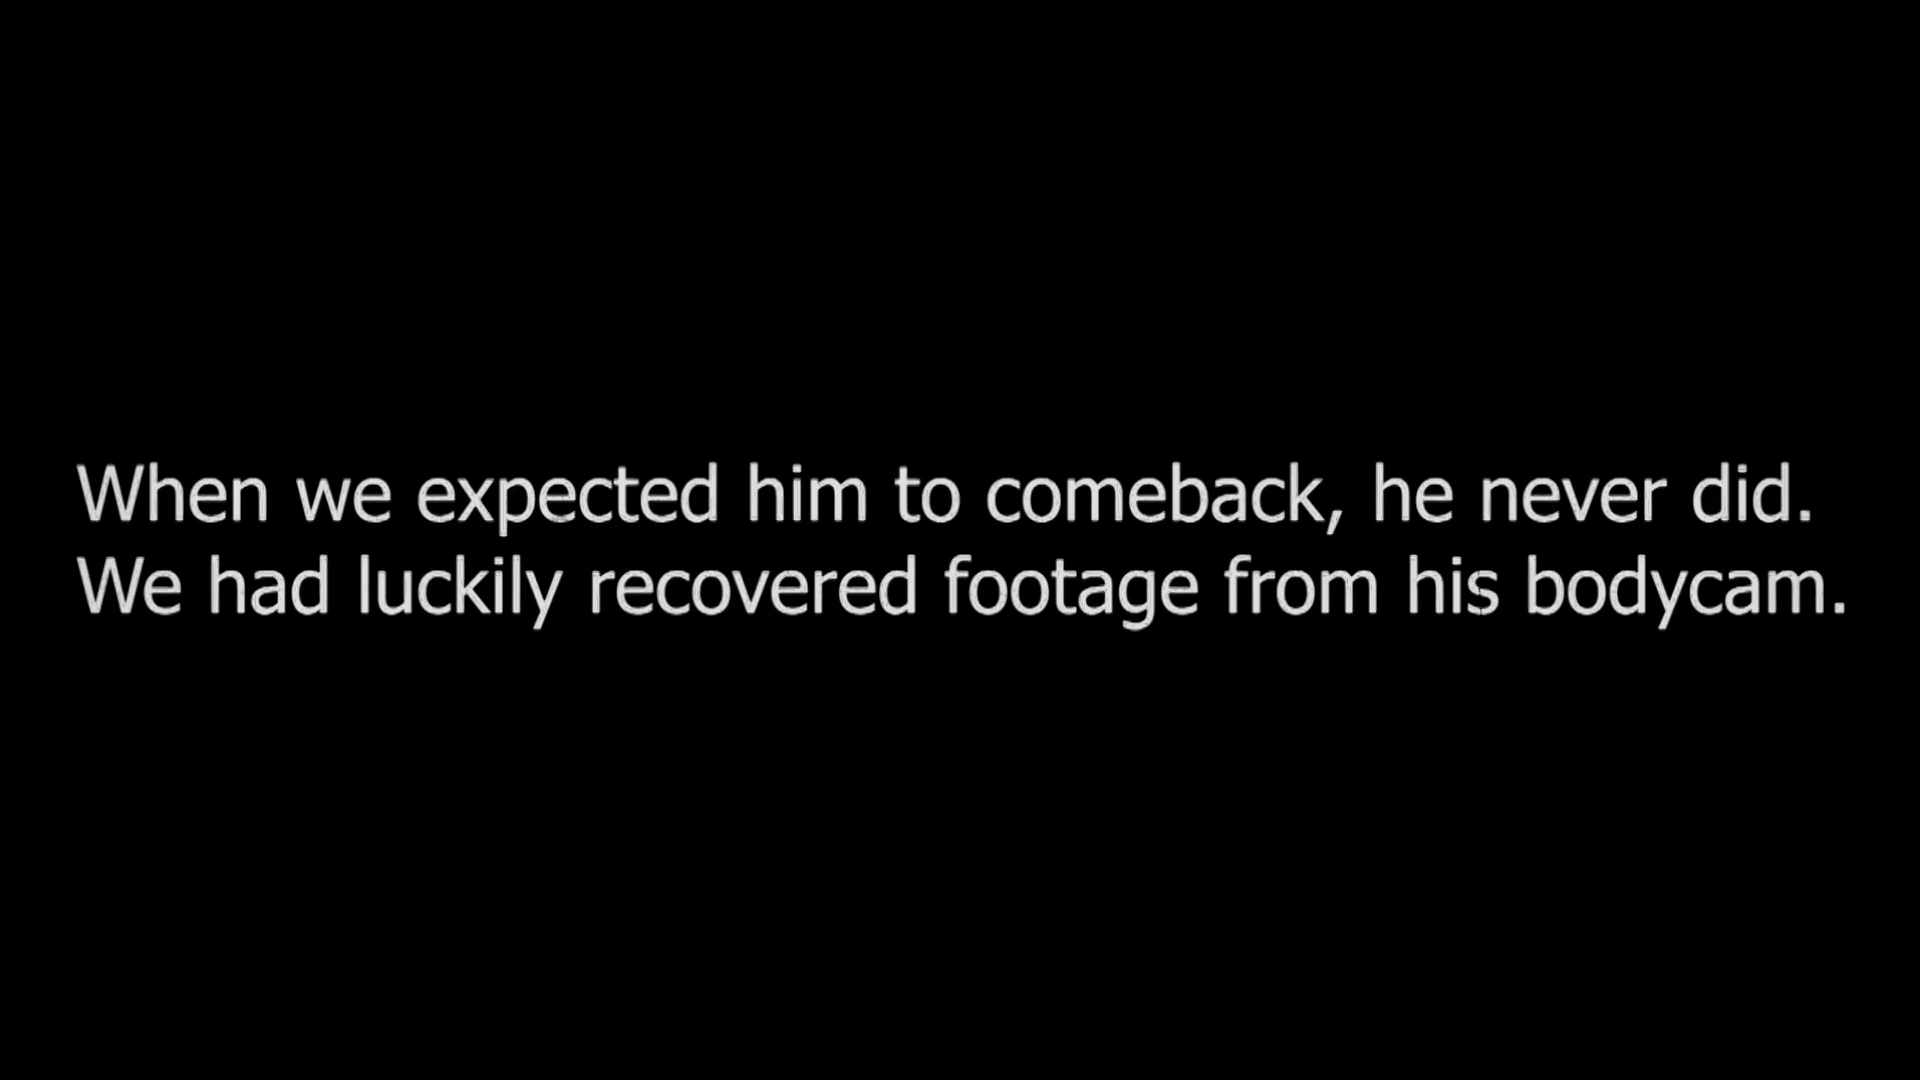 When we expected him to comeback, he never did.
We had luckily recovered footage from his bodycam.